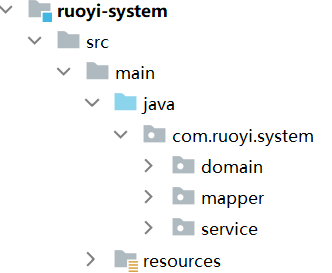 ruoyi-system
src
main
java
com.ruoyi.system
domain
mapper
service
resources